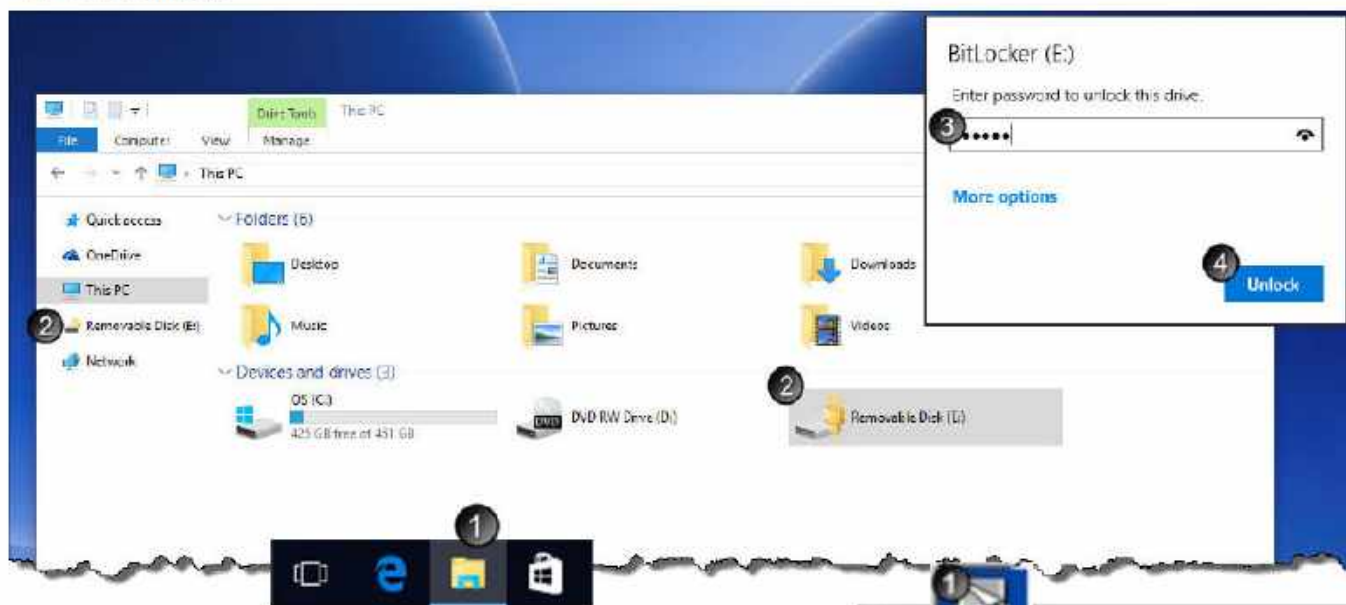 BitLocker (E:)
Enter password to unlock this drive.
3
More options
4
Unlock
Drive Tools This PC
File Computer View Manage
This PC
Quick access
OneDrive
This PC
2 Removable Disk (E:)
Network
Folders (6)
Desktop
Documents
Downloads
Music
Pictures
Videos
Devices and drives (3)
OS (C:)
425 GB free of 451 GB
DVD
DVD RW Drive (D:)
2
Removable Disk (E:)
1
1